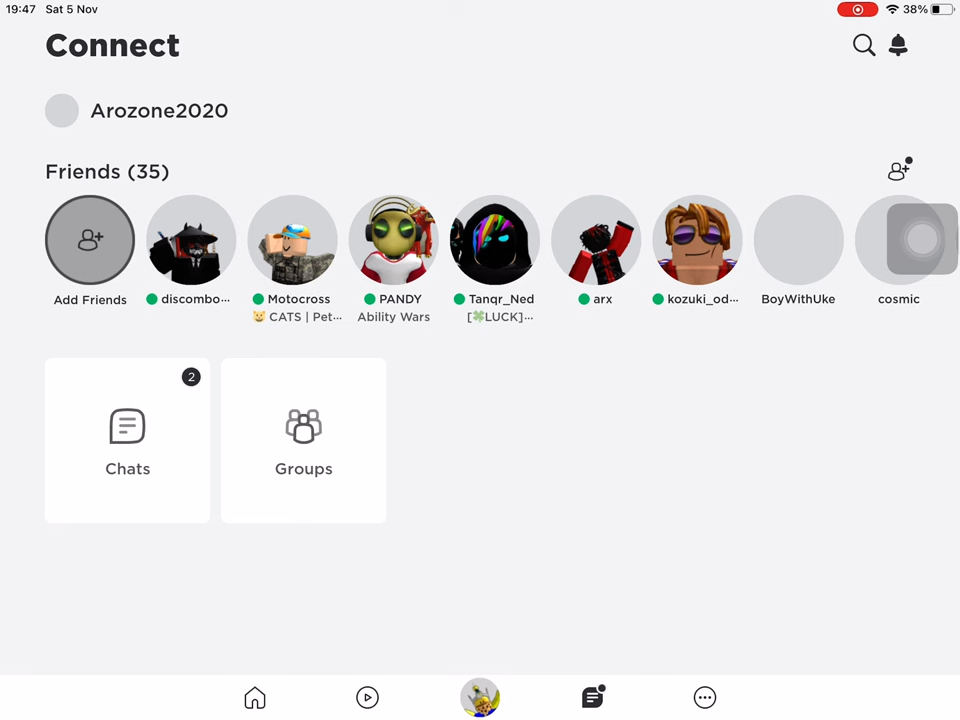 19:47 Sat 5 Nov 38%
Connect
Arozone2020
Friends (35)
Add Friends
discombo...
Motocross
CATS | Pet...
PANDY
Ability Wars
Tanqr_Ned
[🍀LUCK]...
arx
kozuki_od...
BoyWithUke
cosmic
2
Chats
Groups